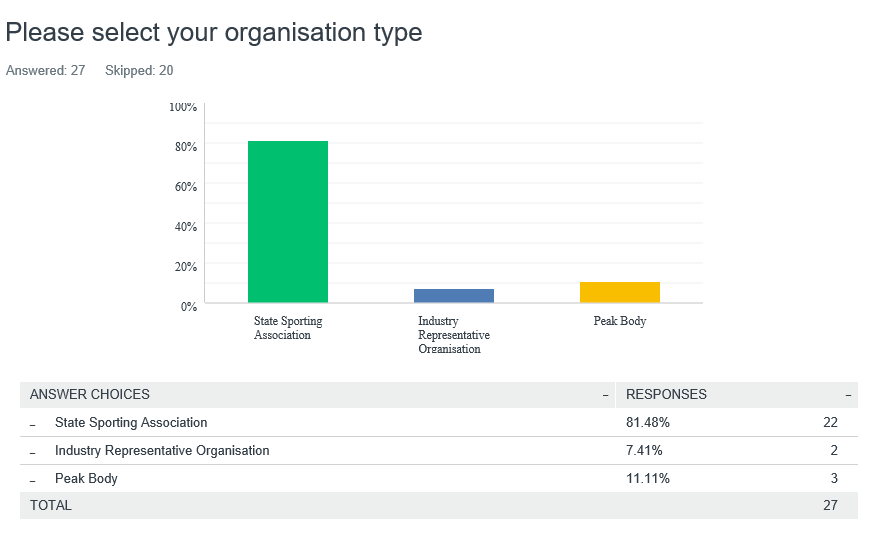 Please select your organisation type
Answered: 27 Skipped: 20
100%
80%
60%
40%
20%
0%
State Sporting
Association
Industry
Representative
Organisation
Peak Body
ANSWER CHOICES – RESPONSES –
– State Sporting Association 81.48% 22
– Industry Representative Organisation 7.41% 2
– Peak Body 11.11% 3
TOTAL 27